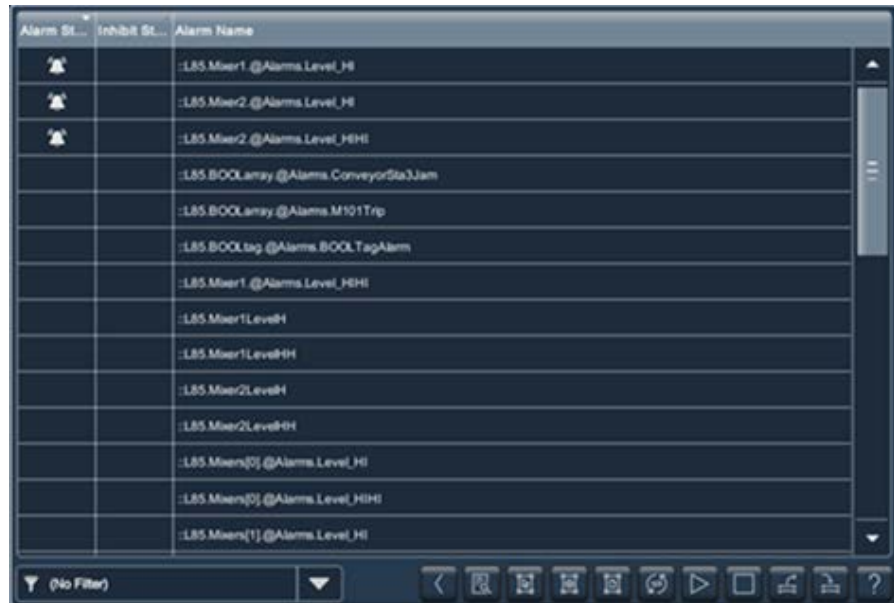 Alarm St... Inhibit St... Alarm Name
::L85.Mixer1.@Alarms.Level_HI
::L85.Mixer2.@Alarms.Level_HI
::L85.Mixer2.@Alarms.Level_HIHI
::L85.BOOLarray.@Alarms.ConveyorSta3Jam
::L85.BOOLarray.@Alarms.M101Trip
::L85.BOOLtag.@Alarms.BOOLTagAlarm
::L85.Mixer1.@Alarms.Level_HIHI
::L85.Mixer1LevelH
::L85.Mixer1LevelHH
::L85.Mixer2LevelH
::L85.Mixer2LevelHH
::L85.Mixers[0].@Alarms.Level_HI
::L85.Mixers[0].@Alarms.Level_HIHI
::L85.Mixers[1].@Alarms.Level_HI
(No Filter) ?